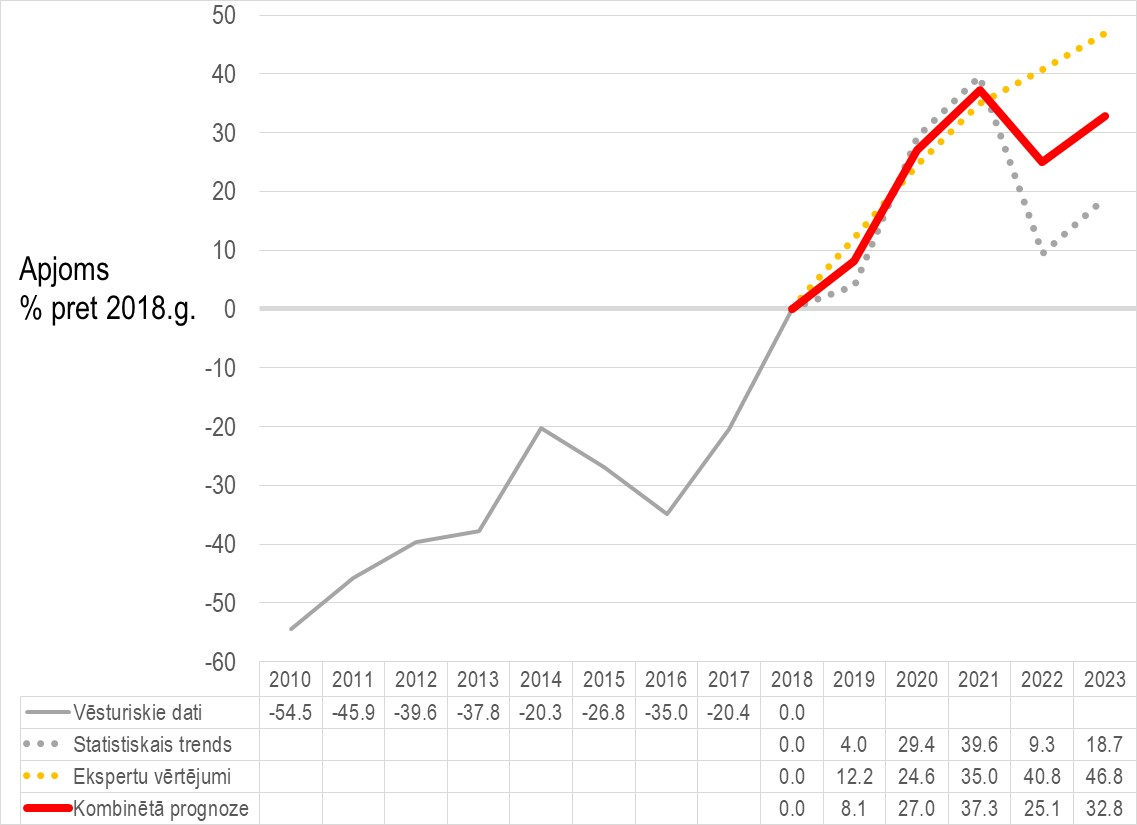 50
40
30
20
10
Apjoms
% pret 2018.g.
0
-10
-20
-30
-40
-50
-60
2010 2011 2012 2013 2014 2015 2016 2017 2018 2019 2020 2021 2022 2023
Vēsturiskie dati -54.5 -45.9 -39.6 -37.8 -20.3 -26.8 -35.0 -20.4 0.0
Statistiskais trends 0.0 4.0 29.4 39.6 9.3 18.7
Ekspertu vērtējumi 0.0 12.2 24.6 35.0 40.8 46.8
Kombinētā prognoze 0.0 8.1 27.0 37.3 25.1 32.8